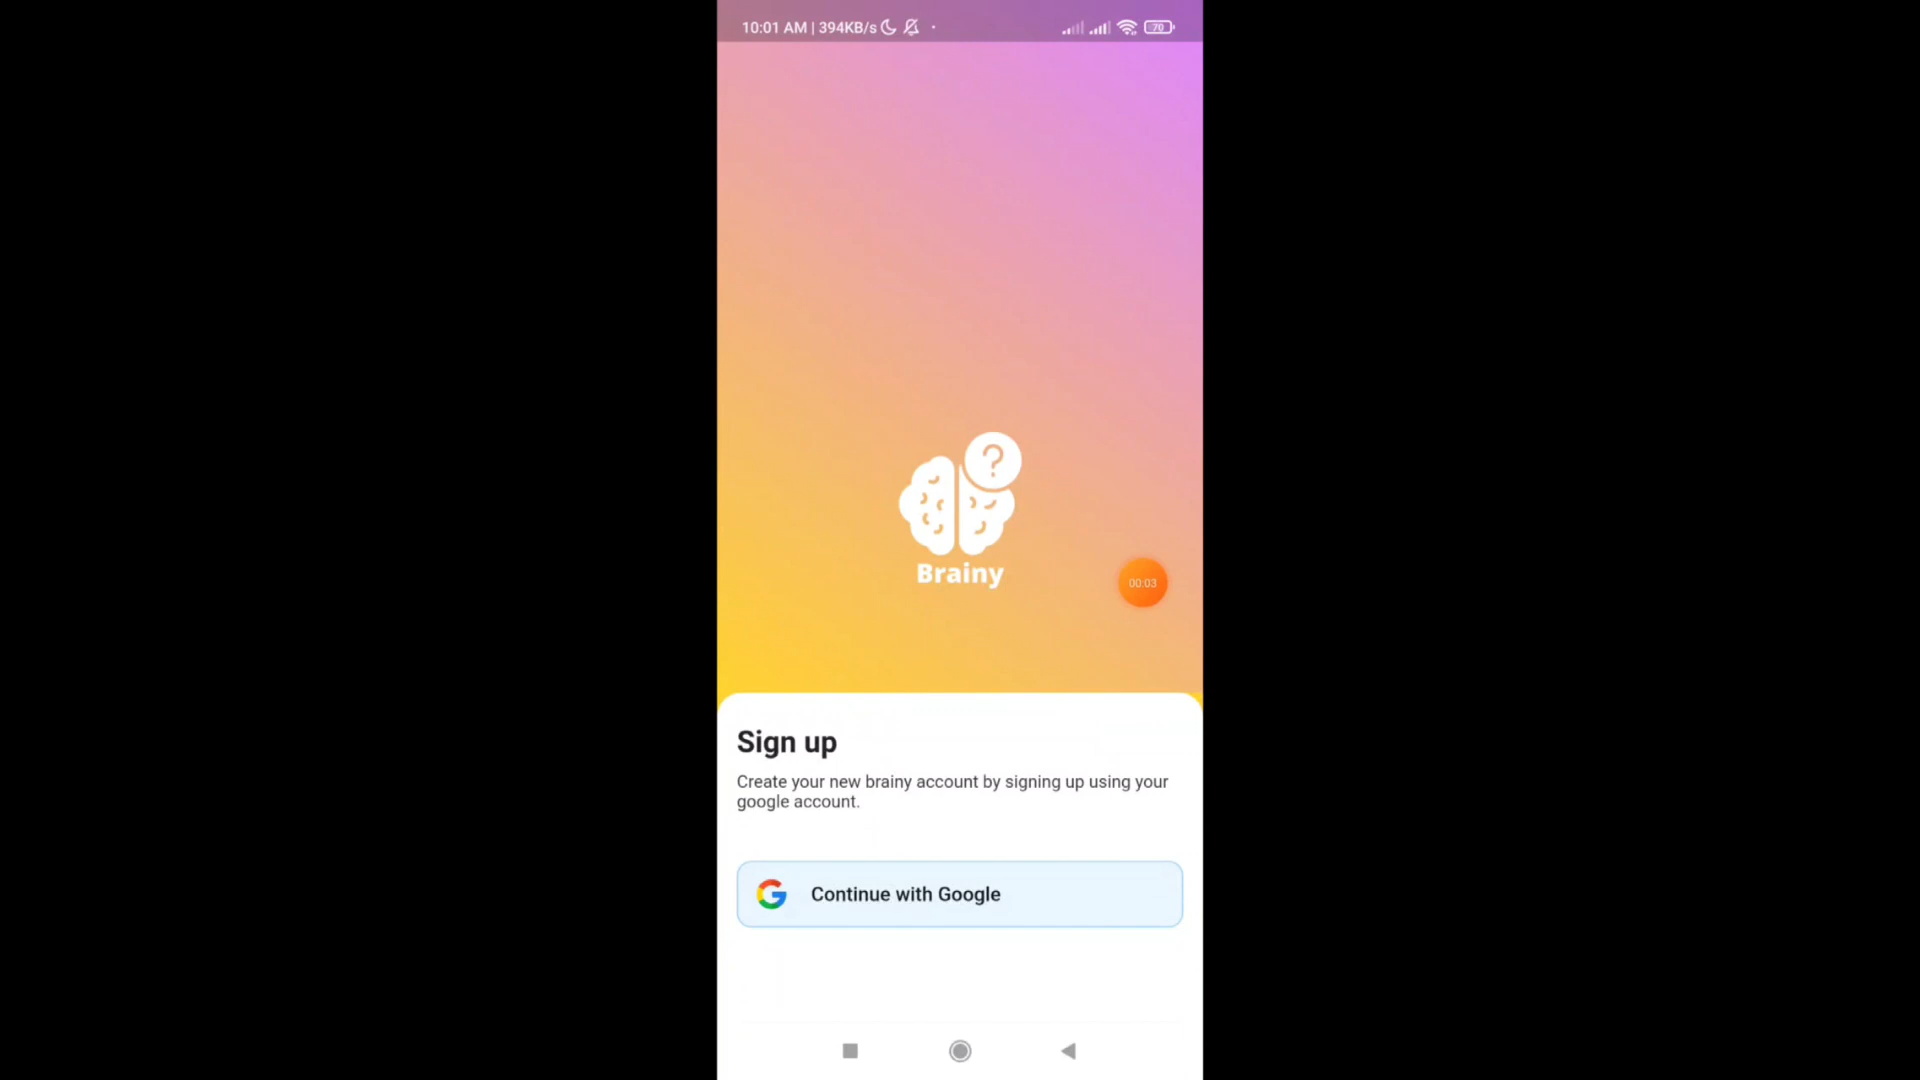 10:01 AM | 394KB/s
70
?
Brainy
00:03
Sign up
Create your new brainy account by signing up using your
google account.
Continue with Google